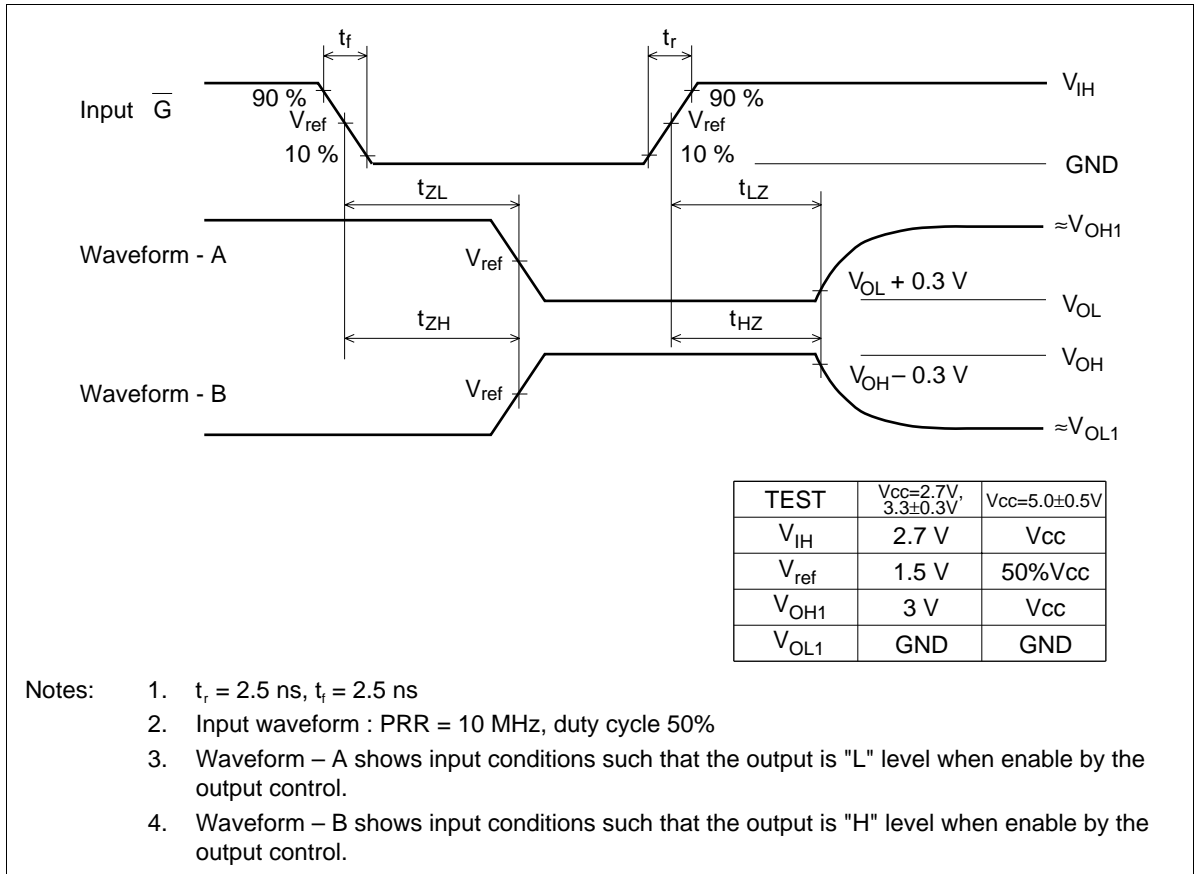 tf tr
Input G
90 % 90 %
Vref Vref
10 % 10 %
VIH
GND
tZL tLZ
≈VOH1
Waveform - A
Vref
VOL + 0.3 V
VOL
tZH tHZ
VOH
VOH – 0.3 V
Waveform - B
Vref
≈VOL1
TEST Vcc=2.7V, 3.3±0.3V Vcc=5.0±0.5V
VIH 2.7 V Vcc
Vref 1.5 V 50%Vcc
VOH1 3 V Vcc
VOL1 GND GND
Notes: 1. tr = 2.5 ns, tf = 2.5 ns
2. Input waveform : PRR = 10 MHz, duty cycle 50%
3. Waveform – A shows input conditions such that the output is "L" level when enable by the
output control.
4. Waveform – B shows input conditions such that the output is "H" level when enable by the
output control.